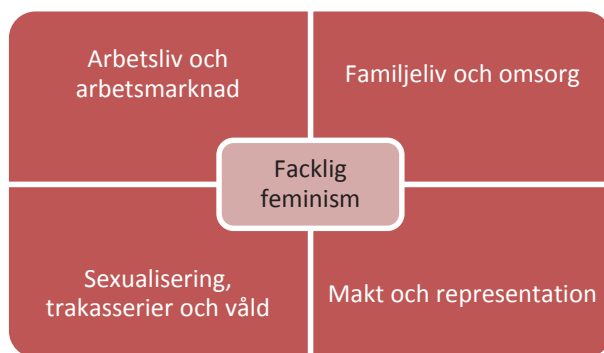 Arbetsliv och
arbetsmarknad
Familjeliv och omsorg
Facklig
feminism
Sexualisering,
trakasserier och våld
Makt och representation